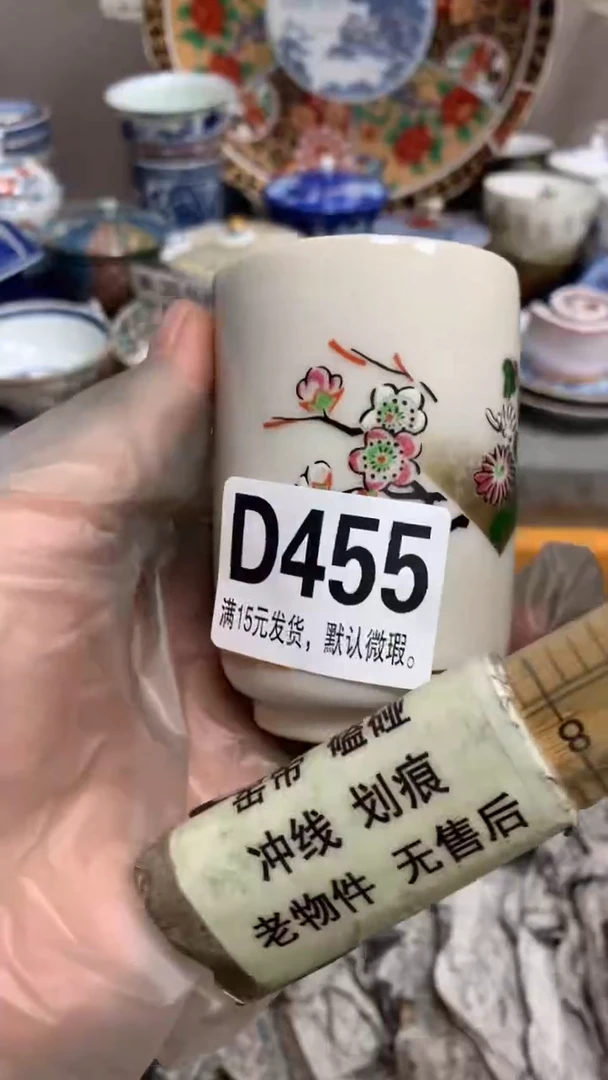 D455
满15元发货，默认微瑕。
磕碰
冲线 划痕
老物件 无售后
8